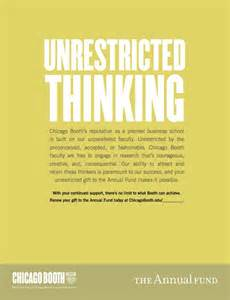 UNRESTRICTED
THINKING
Chicago Booth's reputation as a premier business school
is built on our unparalleled faculty. Unrestricted by the
preconceived, accepted, or fashionable, Chicago Booth
faculty are free to engage in research that's courageous,
creative, and, consequential. Our ability to attract and
retain these thinkers is paramount to our success, and your
unrestricted gift to the Annual Fund makes it possible.
With your continued support, there's no limit to what Booth can achieve.
Renew your gift to the Annual Fund today at ChicagoBooth.edu/
CHICAGO BOOTH
THE ANNUAL FUND